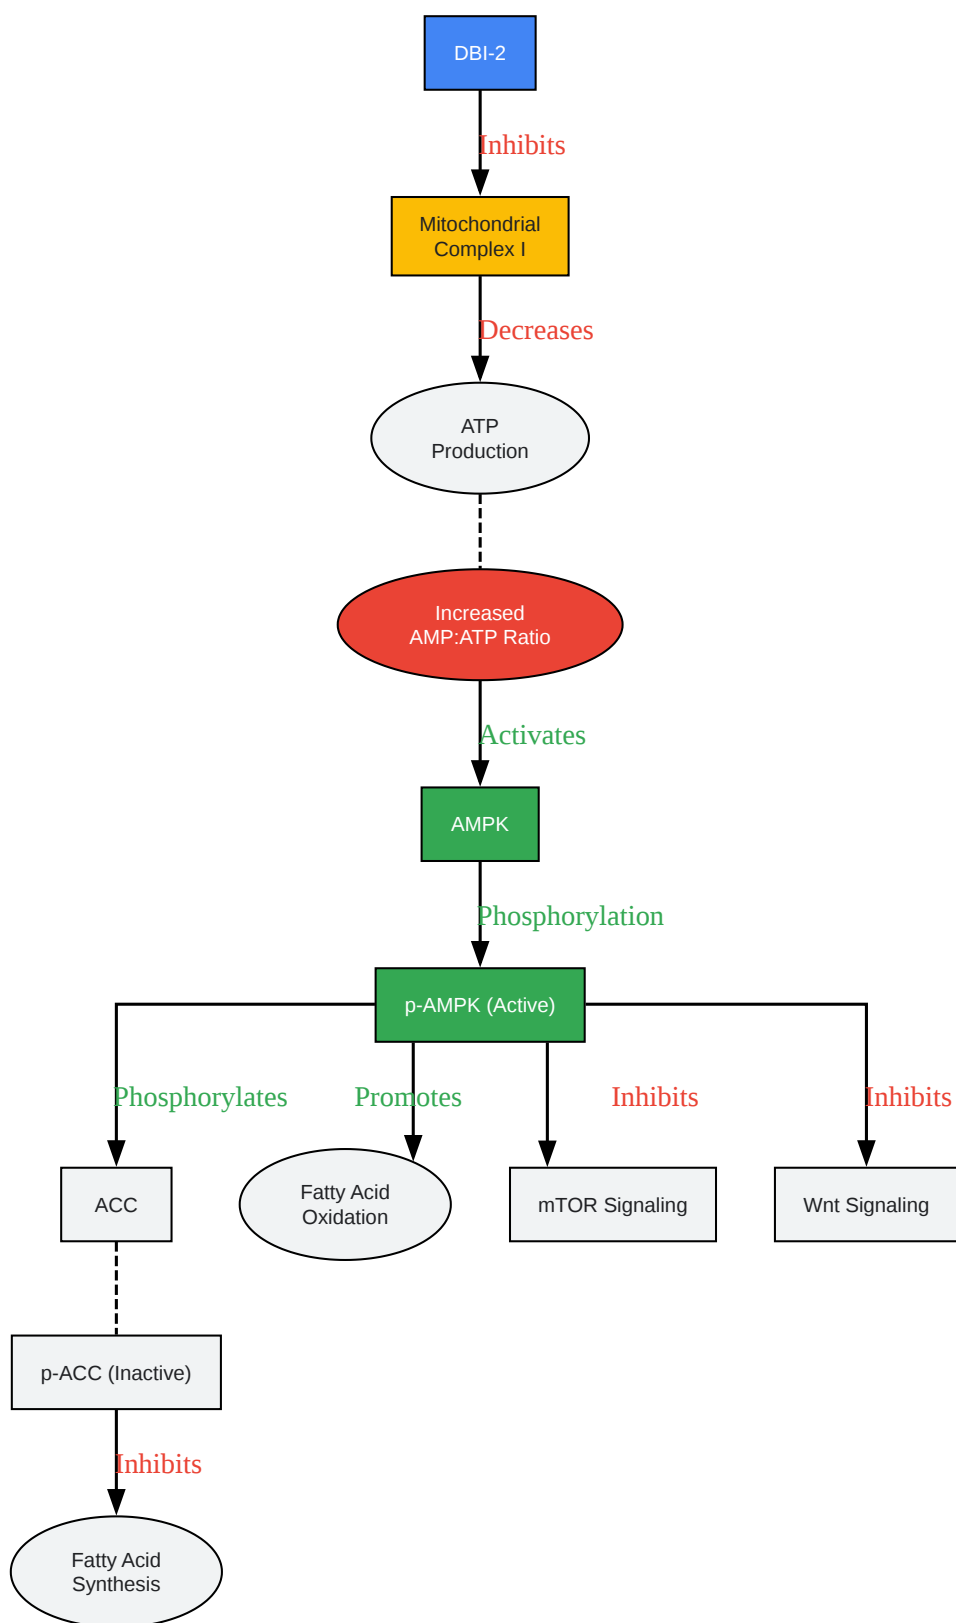 DBI-2
Inhibits
Mitochondrial
Complex I
Decreases
ATP
Production
Increased
AMP:ATP Ratio
Activates
AMPK
Phosphorylation
p-AMPK (Active)
Phosphorylates
Promotes
Inhibits
Inhibits
ACC
Fatty Acid
Oxidation
mTOR Signaling
Wnt Signaling
p-ACC (Inactive)
Inhibits
Fatty Acid
Synthesis